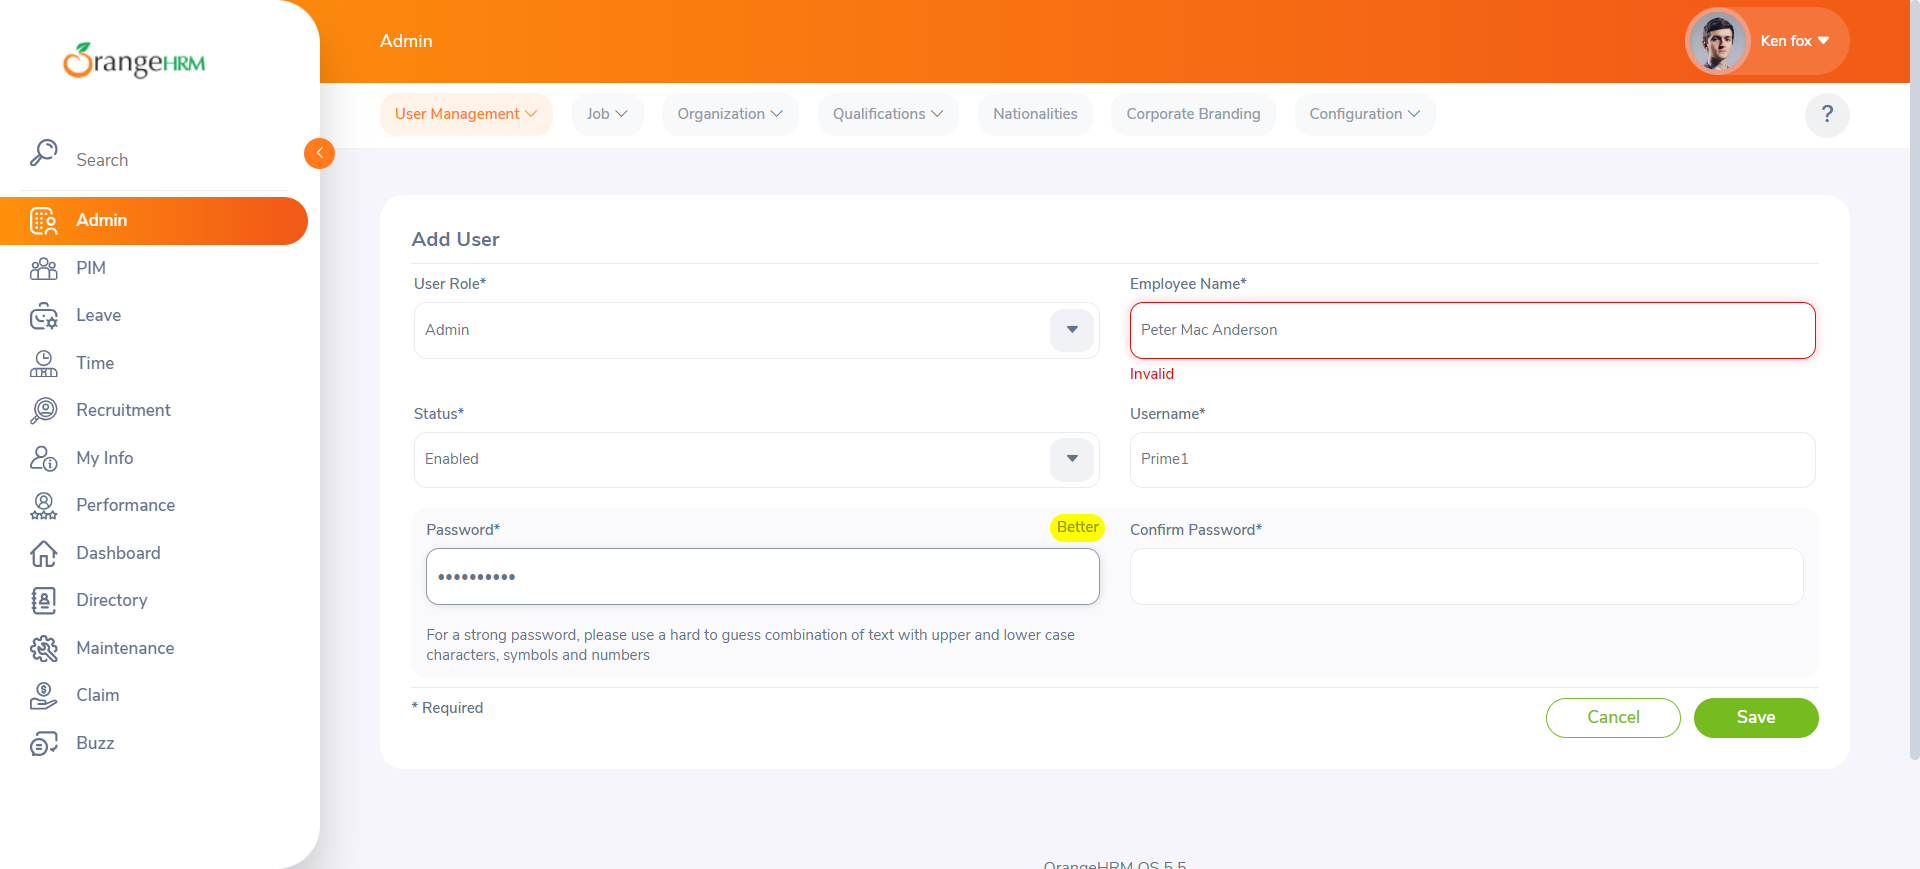 OrangeHRM
Admin
Ken fox
User Management
Job
Organization
Qualifications
Nationalities
Corporate Branding
Configuration
?
Search
Admin
PIM
Leave
Time
Recruitment
My Info
Performance
Dashboard
Directory
Maintenance
Claim
Buzz
Add User
User Role*
Admin
Employee Name*
Peter Mac Anderson
Invalid
Status*
Enabled
Username*
Prime1
Password*
Better
••••••••••
For a strong password, please use a hard to guess combination of text with upper and lower case
characters, symbols and numbers
Confirm Password*
* Required
Cancel
Save
OrangeHRM OS 5.5